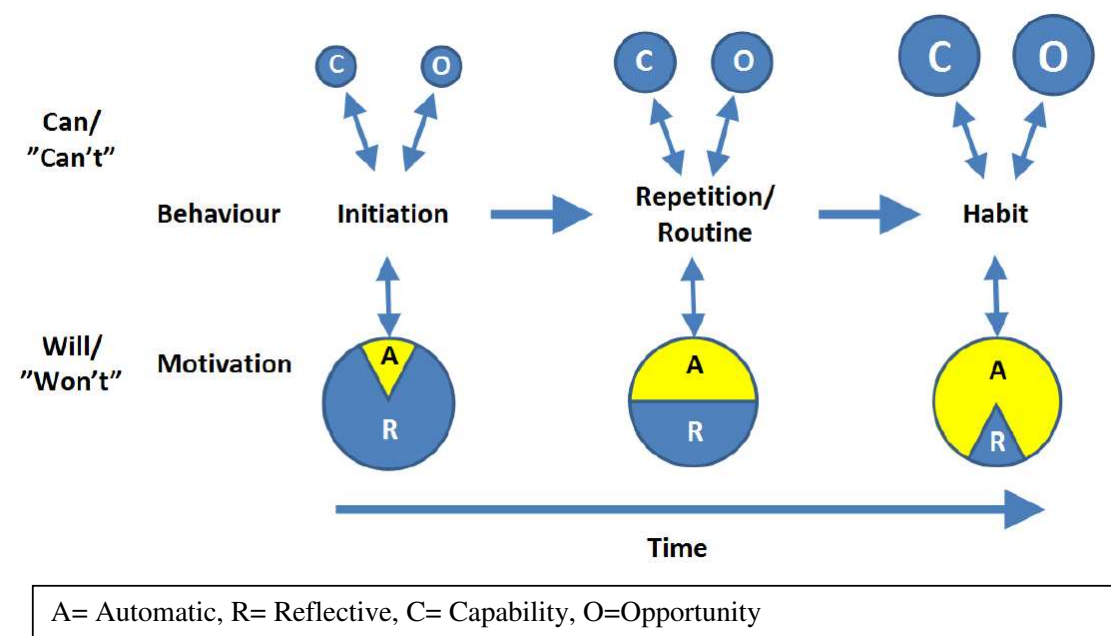 C O C O C O
Can/
”Can’t”
Behaviour Initiation Repetition/
Routine Habit
Will/
”Won’t”
Motivation A A A
R R R
Time
A= Automatic, R= Reflective, C= Capability, O=Opportunity